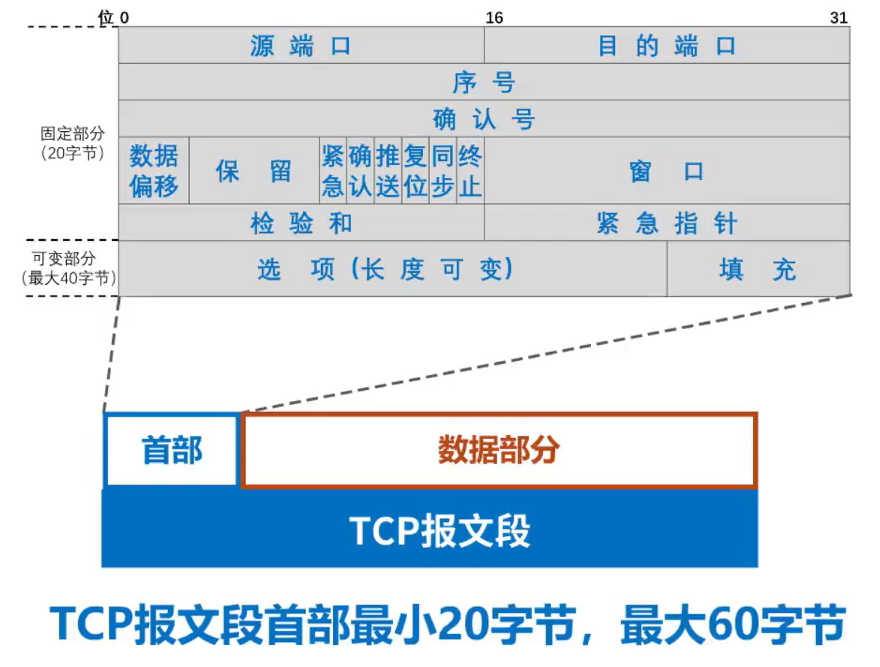 位 0 16 31
源端口 目的端口
序号
确认号
固定部分
(20字节)
数据偏移 保留 紧急 确认 推送 复位 同步 终止 窗口
检验和 紧急指针
可变部分
(最大40字节)
选项(长度可变) 填充
首部 数据部分
TCP报文段
TCP报文段首部最小20字节，最大60字节